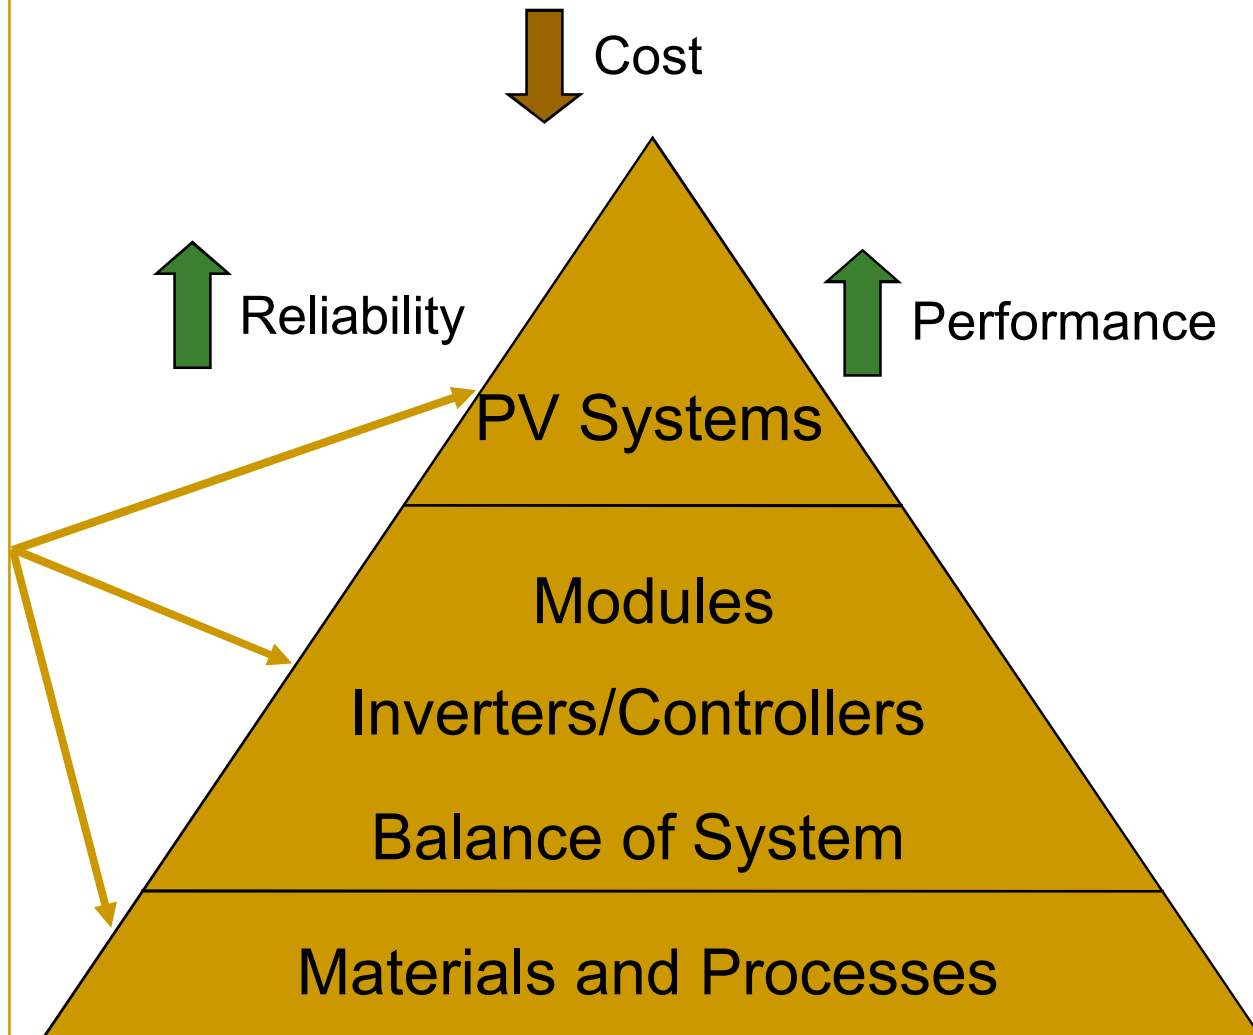 Cost
Reliability
Performance
PV Systems
Modules
Inverters/Controllers
Balance of System
Materials and Processes